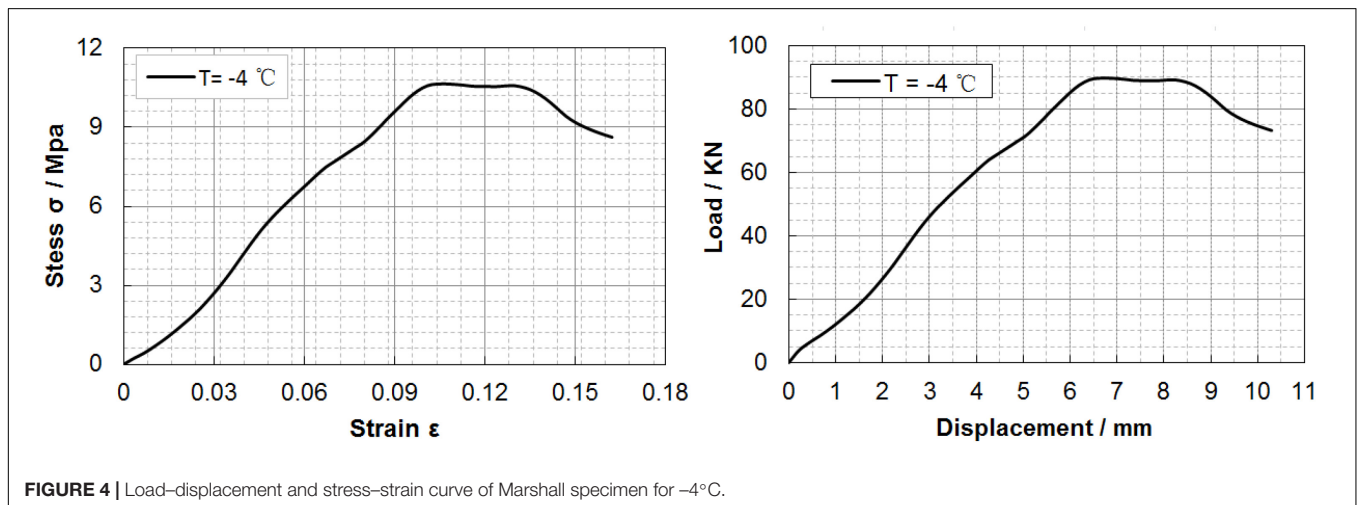 12
9
6
3
0
T= -4 ℃
Stess σ / Mpa
0 0.03 0.06 0.09 0.12 0.15 0.18
Strain ε
100
80
60
40
20
0
T = -4 ℃
Load / KN
0 1 2 3 4 5 6 7 8 9 10 11
Displacement / mm
FIGURE 4 | Load–displacement and stress–strain curve of Marshall specimen for –4°C.